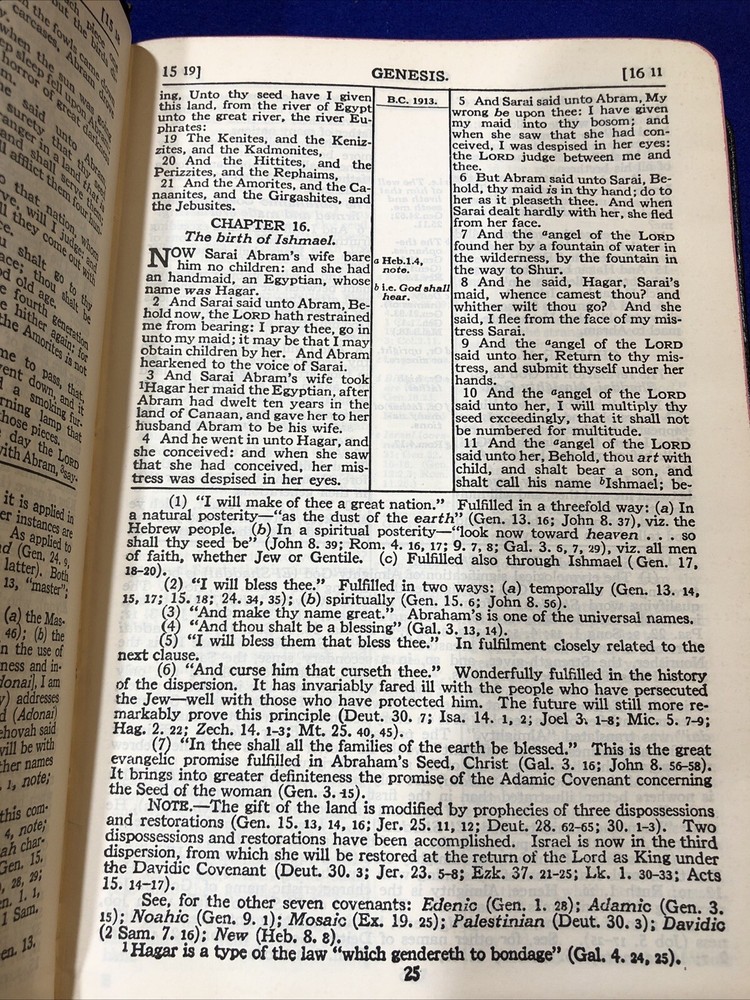 15 19]
GENESIS.
[16 11
ing, Unto thy seed have I given
this land, from the river of Egypt
unto the great river, the river Eu-
phrates:
19 The Kenites, and the Keniz-
zites, and the Kadmonites,
20 And the Hittites, and the
Perizzites, and the Rephaims,
21 And the Amorites, and the Ca-
naanites, and the Girgashites, and
the Jebusites.
CHAPTER 16.
The birth of Ishmael.
NOW Sarai Abram's wife bare
him no children: and she had
an handmaid, an Egyptian, whose
name was Hagar.
2 And Sarai said unto Abram, Be-
hold now, the LORD hath restrained
me from bearing: I pray thee, go in
unto my maid; it may be that I may
obtain children by her. And Abram
hearkened to the voice of Sarai.
3 And Sarai Abram's wife took
¹Hagar her maid the Egyptian, after
Abram had dwelt ten years in the
land of Canaan, and gave her to her
husband Abram to be his wife.
4 And he went in unto Hagar, and
she conceived: and when she saw
that she had conceived, her mis-
tress was despised in her eyes.
B.C. 1913.
a Heb.1.4,
note.
b i.e. God shall
hear.
5 And Sarai said unto Abram, My
wrong be upon thee: I have given
my maid into thy bosom; and
when she saw that she had con-
ceived, I was despised in her eyes:
the LORD judge between me and
thee.
6 But Abram said unto Sarai, Be-
hold, thy maid is in thy hand; do to
her as it pleaseth thee. And when
Sarai dealt hardly with her, she fled
from her face.
7 And the ᵃangel of the LORD
found her by a fountain of water in
the wilderness, by the fountain in
the way to Shur.
8 And he said, Hagar, Sarai's
maid, whence camest thou? and
whither wilt thou go? And she
said, I flee from the face of my mis-
tress Sarai.
9 And the ᵃangel of the LORD
said unto her, Return to thy mis-
tress, and submit thyself under her
hands.
10 And the ᵃangel of the LORD
said unto her, I will multiply thy
seed exceedingly, that it shall not
be numbered for multitude.
11 And the ᵃangel of the LORD
said unto her, Behold, thou art with
child, and shalt bear a son, and
shalt call his name ᵇIshmael; be-
(1) "I will make of thee a great nation." Fulfilled in a threefold way: (a) In
a natural posterity—"as the dust of the earth" (Gen. 13. 16; John 8. 37), viz. the
Hebrew people. (b) In a spiritual posterity—"look now toward heaven . . . so
shall thy seed be" (John 8. 39; Rom. 4. 16, 17; 9. 7, 8; Gal. 3. 6, 7, 29), viz. all men
of faith, whether Jew or Gentile. (c) Fulfilled also through Ishmael (Gen. 17,
18-20).
(2) "I will bless thee." Fulfilled in two ways: (a) temporally (Gen. 13. 14,
15, 17; 15. 18; 24. 34, 35); (b) spiritually (Gen. 15. 6; John 8. 56).
(3) "And make thy name great." Abraham's is one of the universal names.
(4) "And thou shalt be a blessing" (Gal. 3. 13, 14).
(5) "I will bless them that bless thee." In fulfilment closely related to the
next clause.
(6) "And curse him that curseth thee." Wonderfully fulfilled in the history
of the dispersion. It has invariably fared ill with the people who have persecuted
the Jew—well with those who have protected him. The future will still more re-
markably prove this principle (Deut. 30. 7; Isa. 14. 1, 2; Joel 3. 1-8; Mic. 5. 7-9;
Hag. 2. 22; Zech. 14. 1-3; Mt. 25. 40, 45).
(7) "In thee shall all the families of the earth be blessed." This is the great
evangelic promise fulfilled in Abraham's Seed, Christ (Gal. 3. 16; John 8. 56-58).
It brings into greater definiteness the promise of the Adamic Covenant concerning
the Seed of the woman (Gen. 3. 15).
NOTE.—The gift of the land is modified by prophecies of three dispossessions
and restorations (Gen. 15. 13, 14, 16; Jer. 25. 11, 12; Deut. 28. 62-65; 30. 1-3). Two
dispossessions and restorations have been accomplished. Israel is now in the third
dispersion, from which she will be restored at the return of the Lord as King under
the Davidic Covenant (Deut. 30. 3; Jer. 23. 5-8; Ezk. 37. 21-25; Lk. 1. 30-33; Acts
15. 14-17).
See, for the other seven covenants: Edenic (Gen. 1. 28); Adamic (Gen. 3.
15); Noahic (Gen. 9. 1); Mosaic (Ex. 19. 25); Palestinian (Deut. 30. 3); Davidic
(2 Sam. 7. 16); New (Heb. 8. 8).
¹Hagar is a type of the law "which gendereth to bondage" (Gal. 4. 24, 25).
25